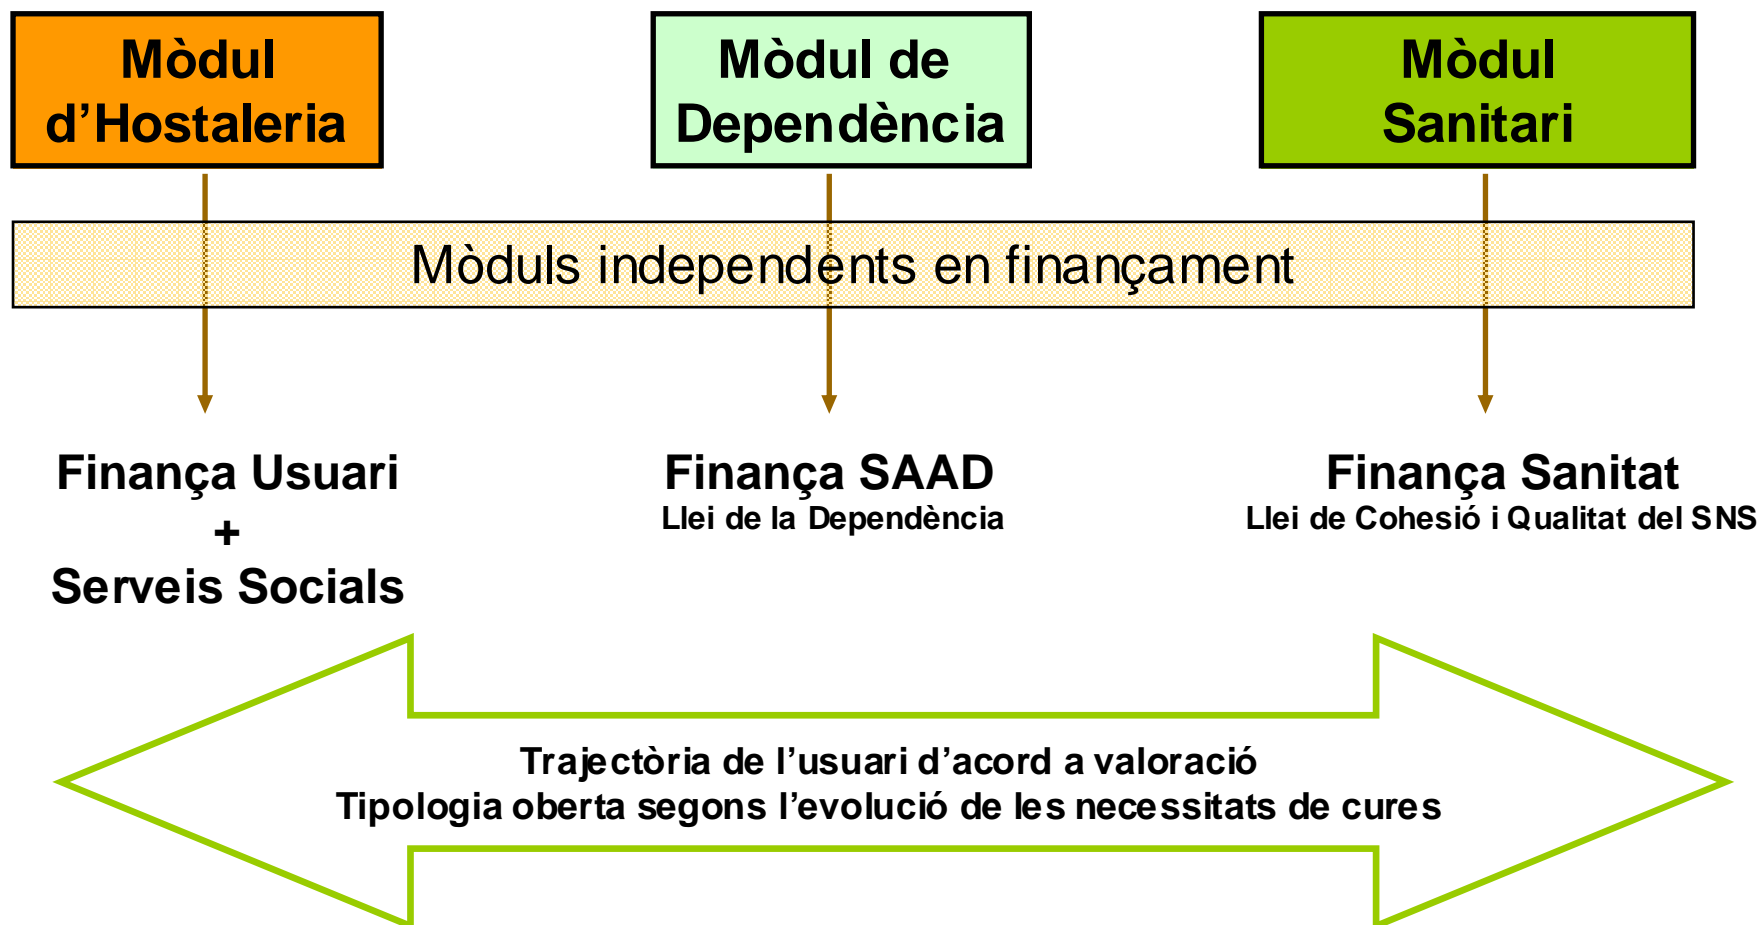 Mòdul
d’Hostaleria
Mòdul de
Dependència
Mòdul
Sanitari
Mòduls independents en finançament
Finança Usuari
+
Serveis Socials
Finança SAAD
Llei de la Dependència
Finança Sanitat
Llei de Cohesió i Qualitat del SNS
Trajectòria de l’usuari d’acord a valoració
Tipologia oberta segons l’evolució de les necessitats de cures